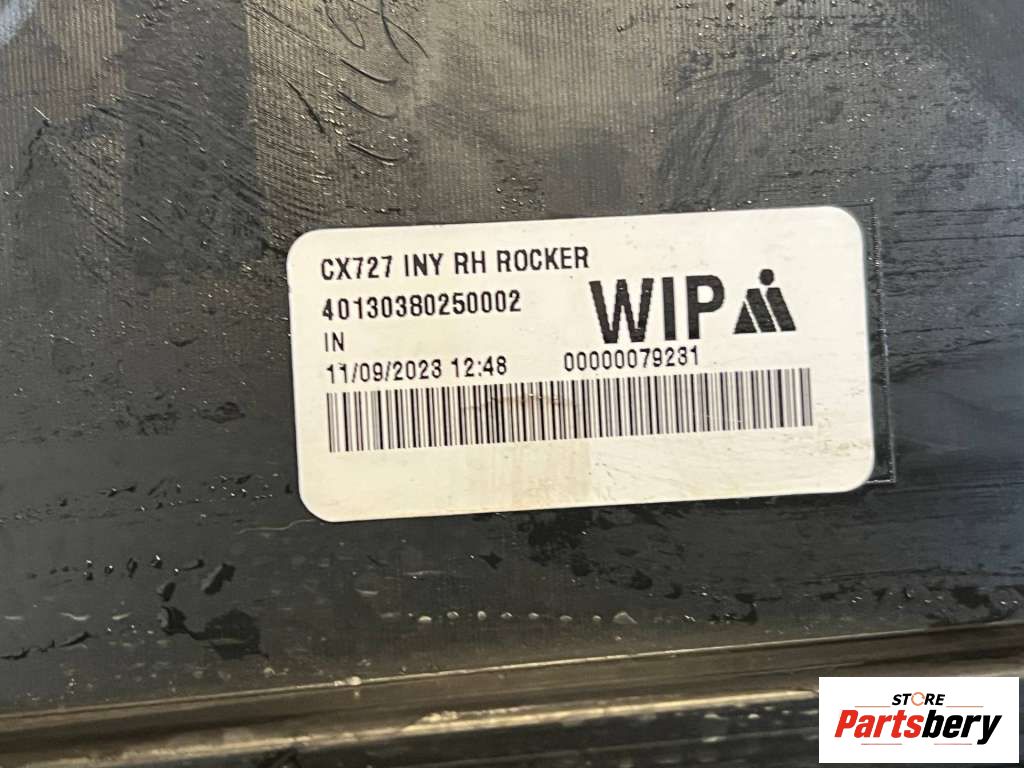 CX727 INY RH ROCKER
40130380250002
IN
WIP
11/09/2023 12:48 00000079231
STORE
Partsbery